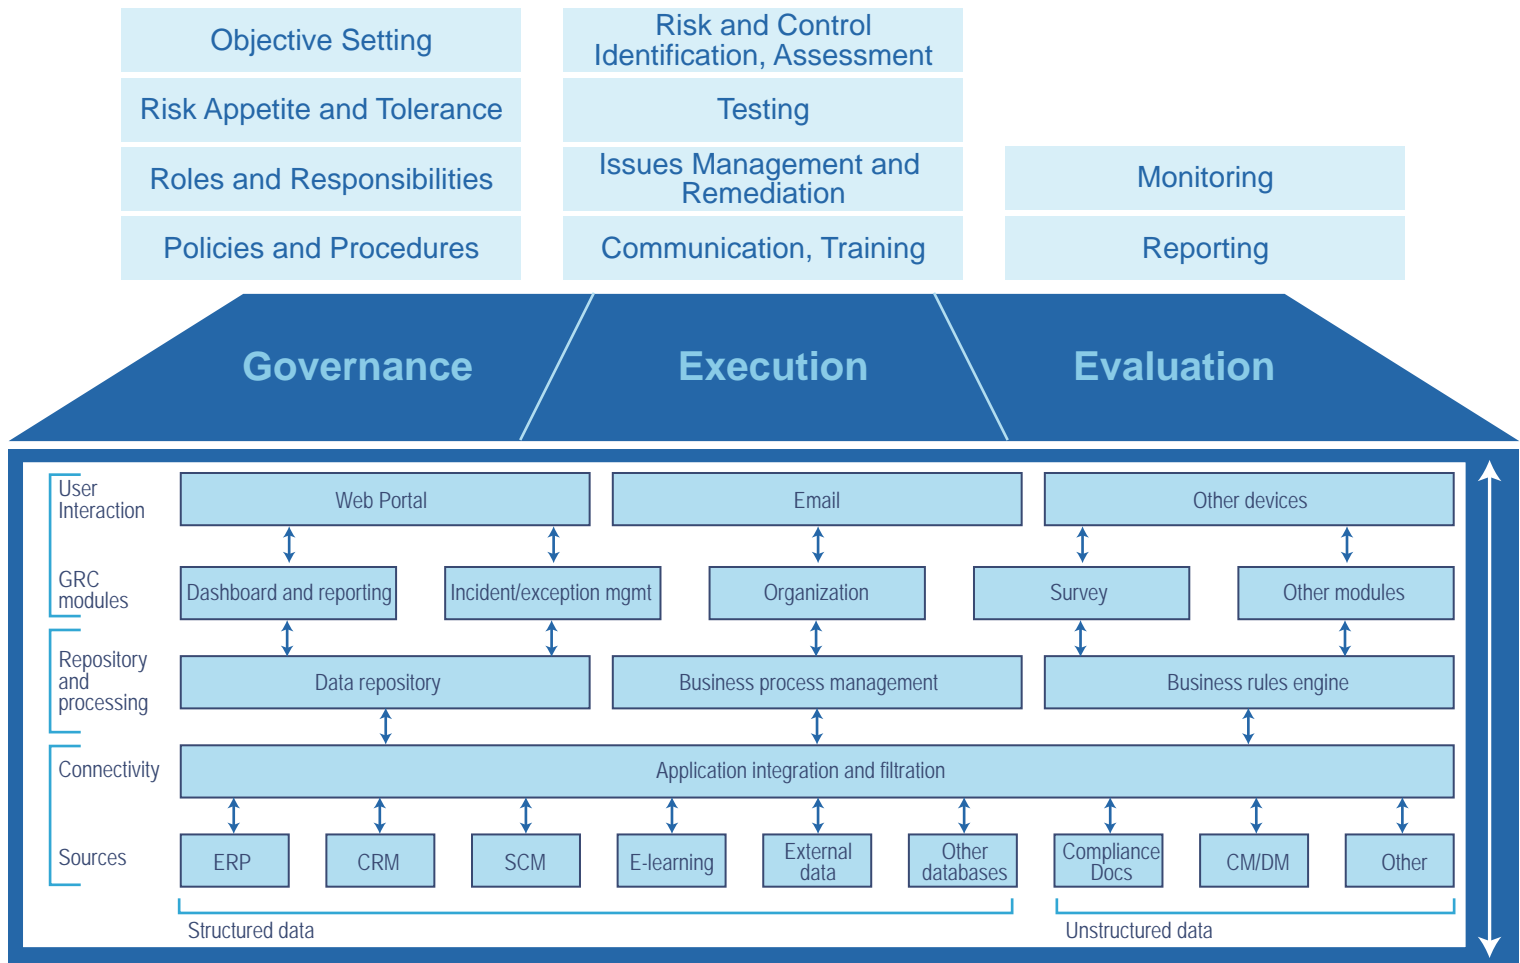 Objective Setting
Risk and Control
Identification, Assessment
Risk Appetite and Tolerance
Testing
Roles and Responsibilities
Issues Management and
Remediation
Monitoring
Policies and Procedures
Communication, Training
Reporting
Governance
Execution
Evaluation
User
Interaction
Web Portal
Email
Other devices
GRC
modules
Dashboard and reporting
Incident/exception mgmt
Organization
Survey
Other modules
Repository
and
processing
Data repository
Business process management
Business rules engine
Connectivity
Application integration and filtration
Sources
ERP
CRM
SCM
E-learning
External
data
Other
databases
Compliance
Docs
CM/DM
Other
Structured data
Unstructured data